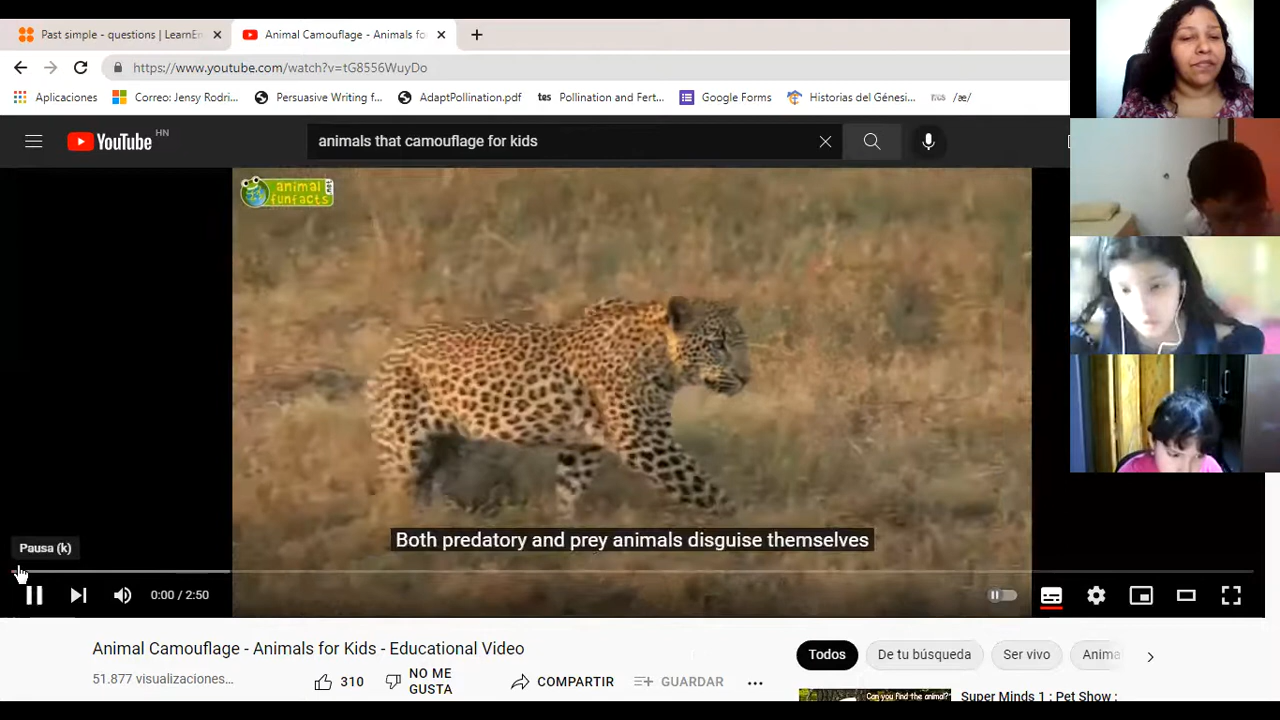 Past simple - questions | LearnEn
Animal Camouflage - Animals fo
https://www.youtube.com/watch?v=tG8556WuyDo
Aplicaciones
Correo: Jensy Rodri...
Persuasive Writing f...
AdaptPollination.pdf
tes
Pollination and Fert...
Google Forms
Historias del Génesi...
/æ/
YouTube
HN
animals that camouflage for kids
animal
funfacts
Both predatory and prey animals disguise themselves
Pausa (k)
0:00 / 2:50
Animal Camouflage - Animals for Kids - Educational Video
51.877 visualizaciones...
310
NO ME
GUSTA
COMPARTIR
GUARDAR
Todos
De tu búsqueda
Ser vivo
Anima
Can you find the animal?
Super Minds 1 : Pet Show :